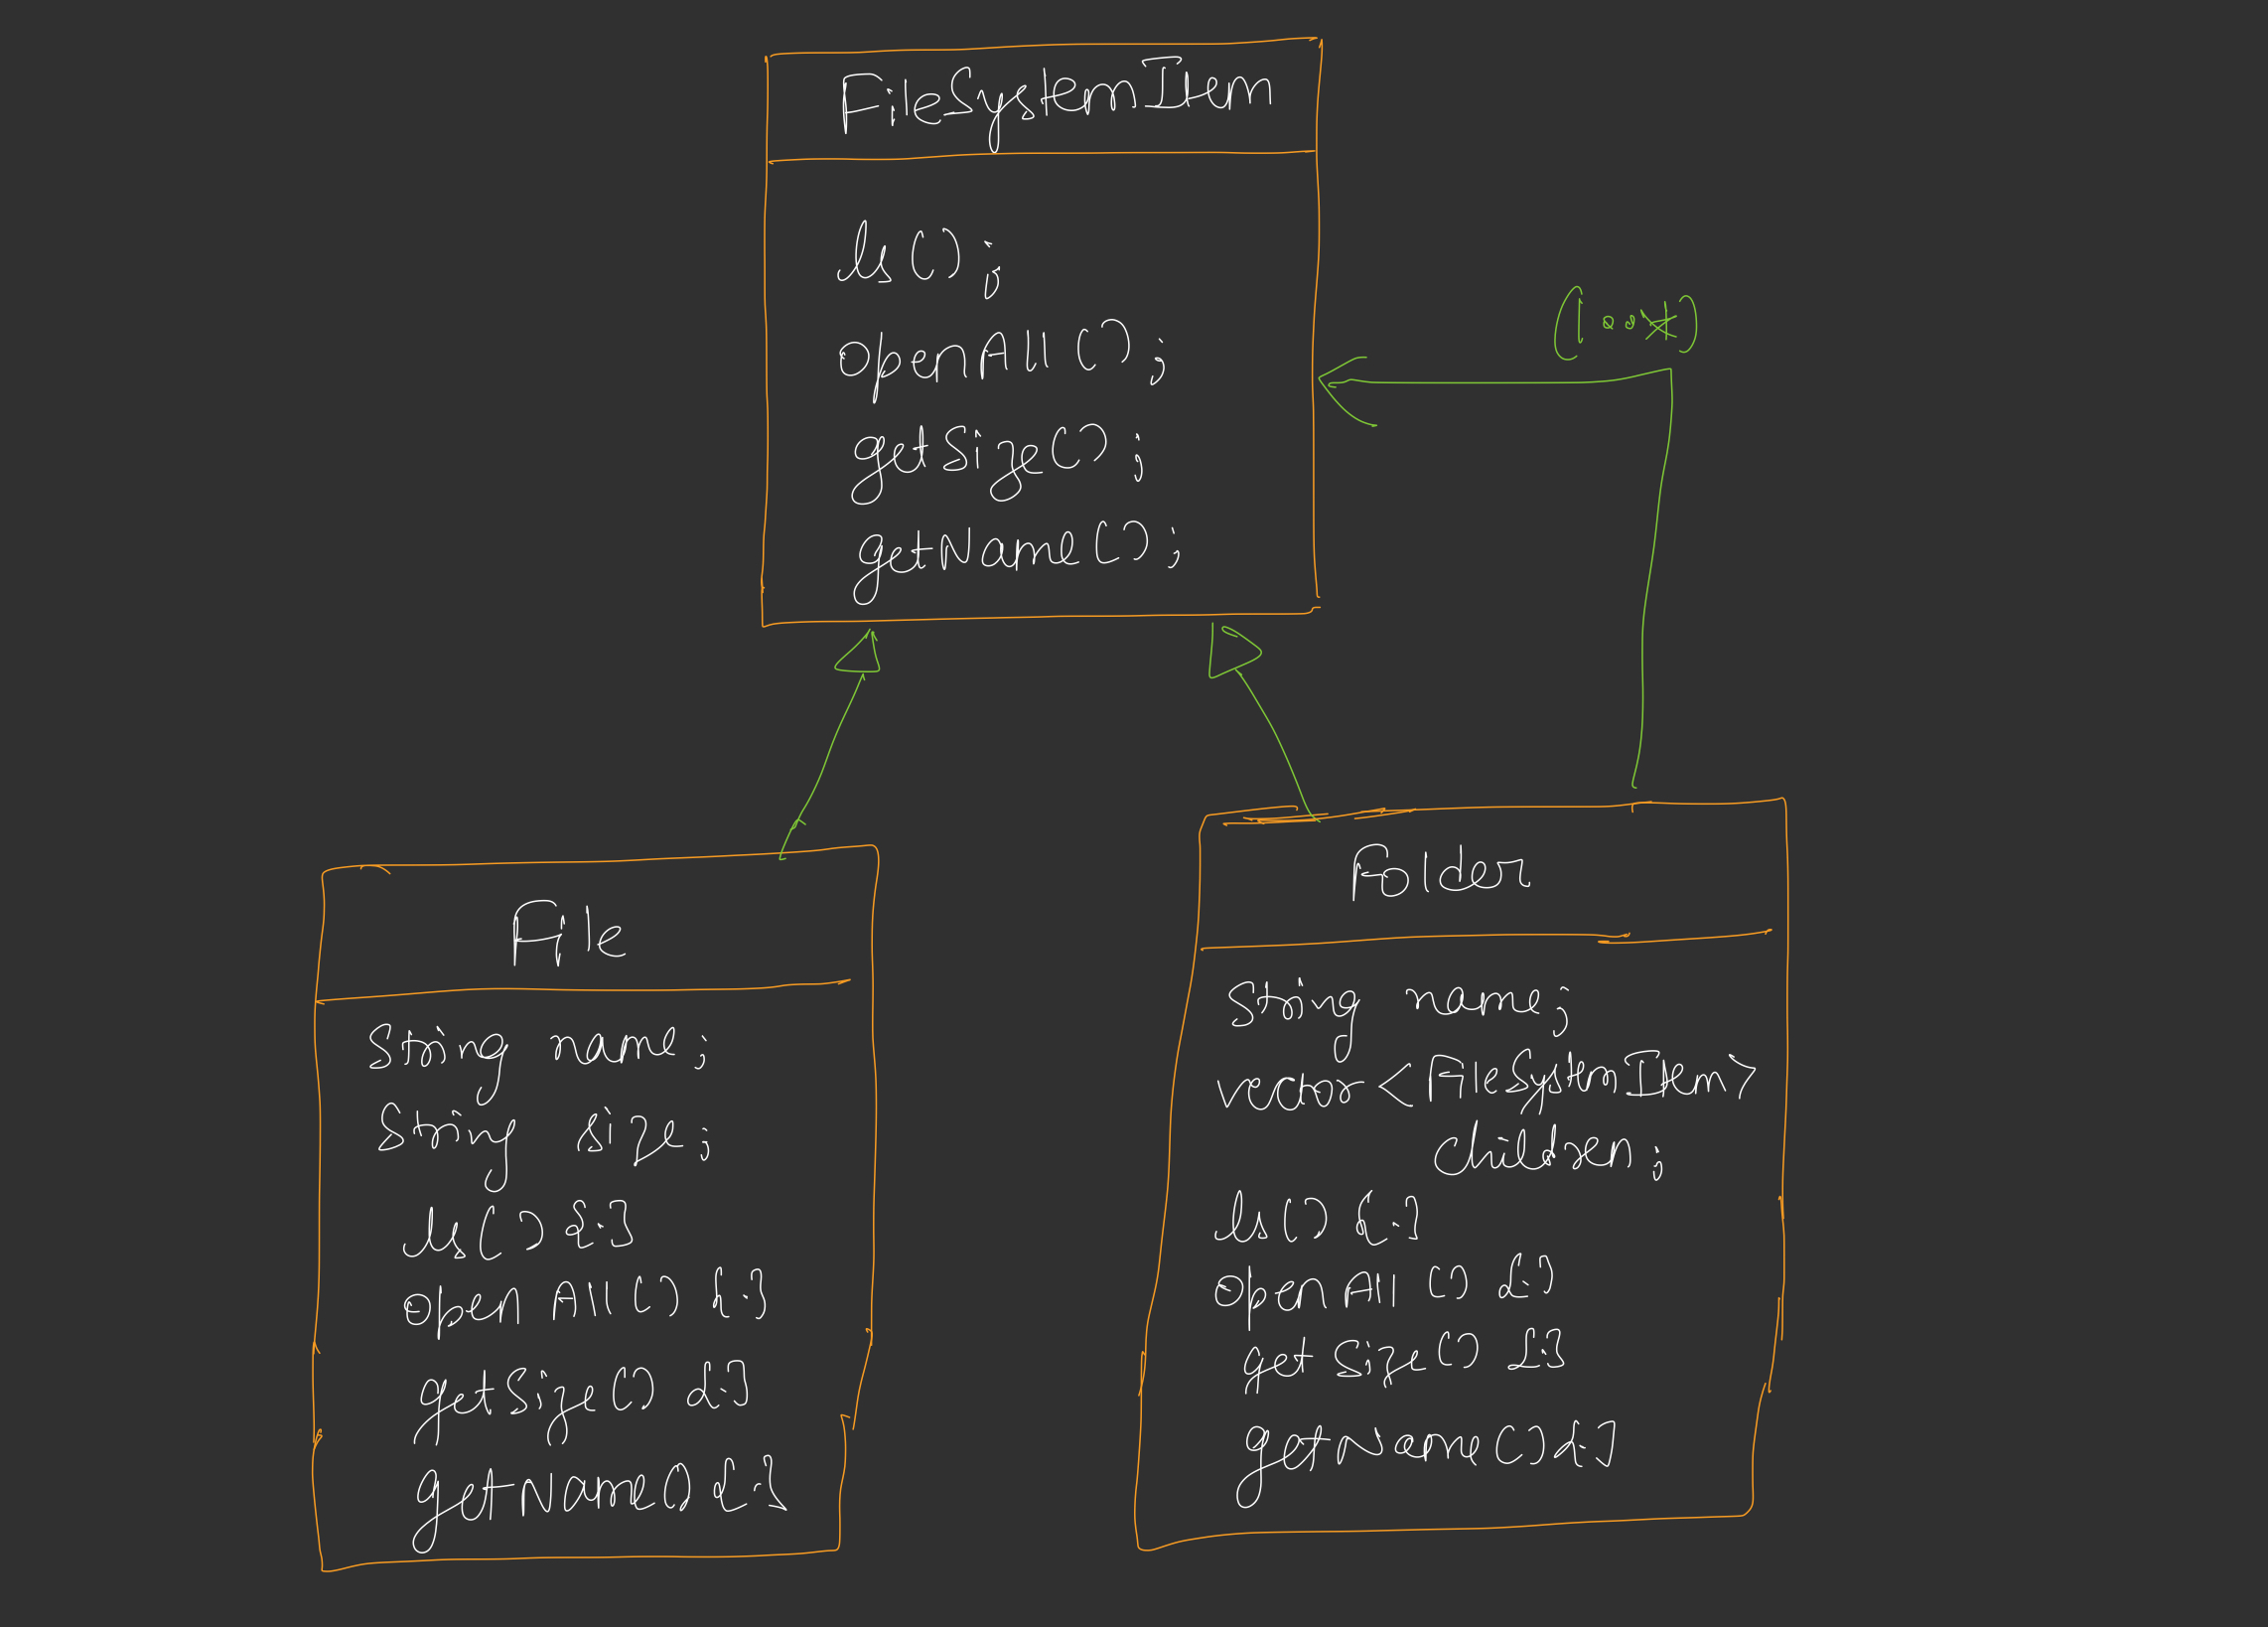 FileSystemItem
ls();
openAll();
getSize();
getName();
(1..*)
File
String name;
String size;
ls() {:}
openAll() {:}
getSize() {:}
getName() {:}
Folder
String name;
vector<FileSystemItem>
children;
ls() {:}
openAll() {:}
getSize() {:}
getName() {:}